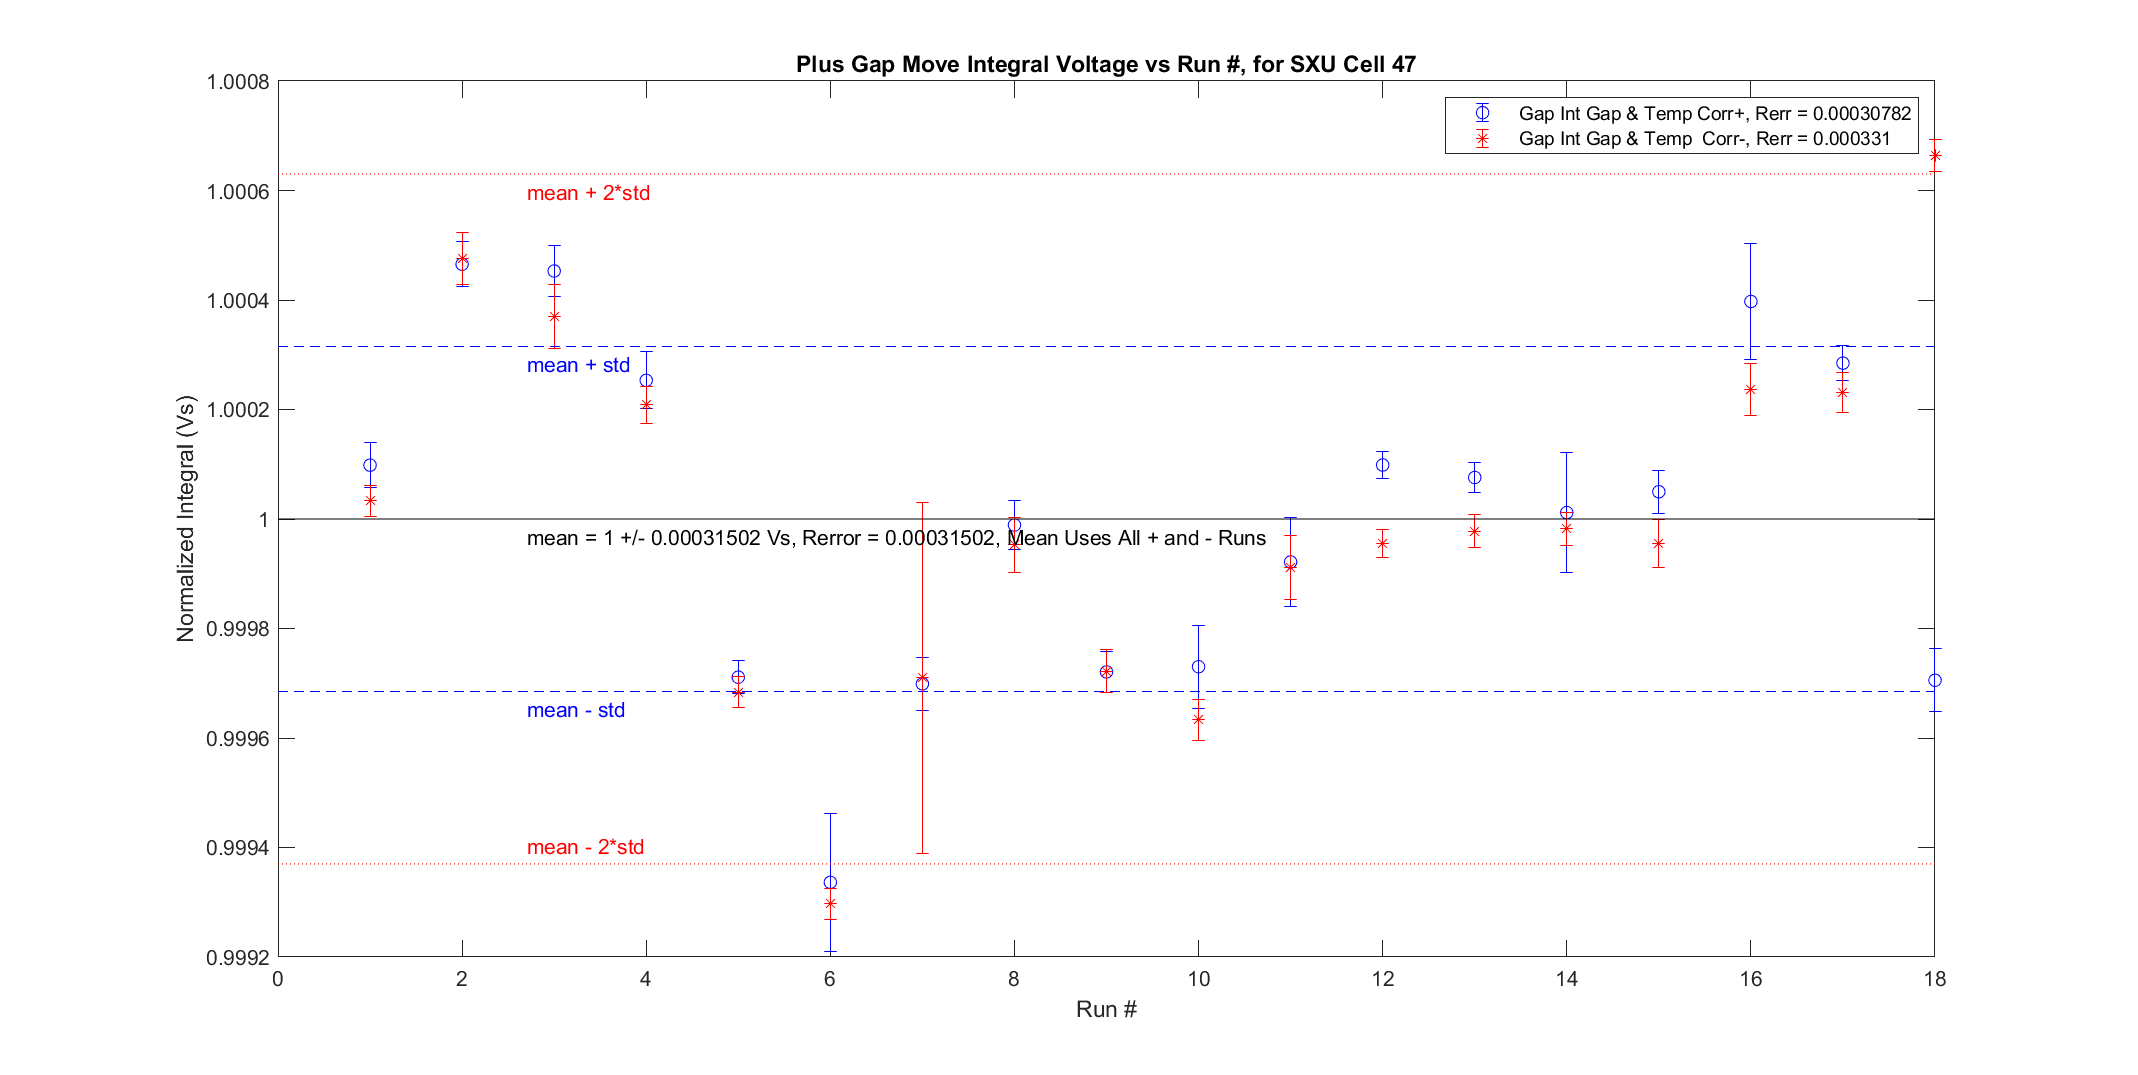 Plus Gap Move Integral Voltage vs Run #, for SXU Cell 47
Gap Int Gap & Temp Corr+, Rerr = 0.00030782
Gap Int Gap & Temp  Corr-, Rerr = 0.000331
1.0008
1.0006
1.0004
1.0002
1
0.9998
0.9996
0.9994
0.9992
Normalized Integral (Vs)
mean + 2*std
mean + std
mean = 1 +/- 0.00031502 Vs, Rerror = 0.00031502, Mean Uses All + and - Runs
mean - std
mean - 2*std
0 2 4 6 8 10 12 14 16 18
Run #